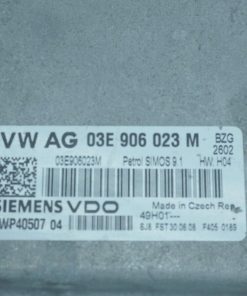 VW AG 03E 906 023 M BZG
2602
03E906023M Petrol SIMOS 9.1 HW: H04
SIEMENS VDO Made in Czech Rep
WP40507 04 49H01---
SJ8 FST 30.06.08 F405 0185